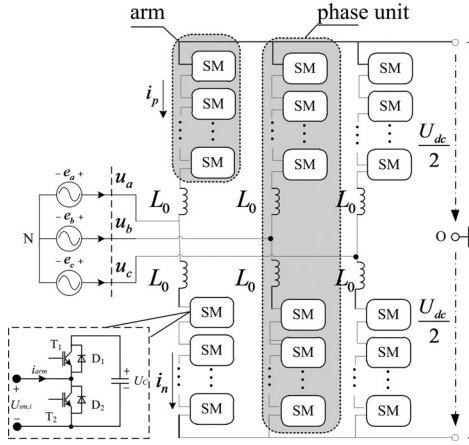 arm
phase unit
SM SM SM
i_p
SM SM SM
SM SM SM
U_dc
2
- e_a +
u_a
L_0 L_0 L_0
N
- e_b +
u_b
O
- e_c +
u_c
L_0 L_0 L_0
SM SM SM
U_dc
2
T_1 D_1
i_arm
+
U_C
-
+
U_sm,i
-
T_2 D_2
SM SM SM
i_n
SM SM SM